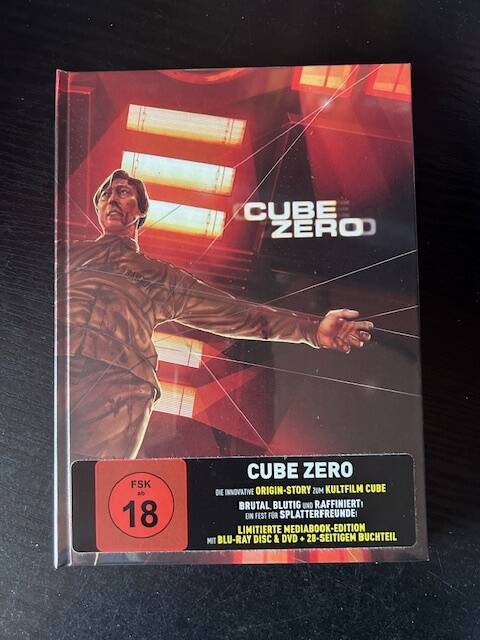 CUBE
ZERO
FSK
ab
18
CUBE ZERO
DIE INNOVATIVE ORIGIN-STORY ZUM KULTFILM CUBE
BRUTAL, BLUTIG UND RAFFINIERT!
EIN FEST FÜR SPLATTERFREUNDE!
LIMITIERTE MEDIABOOK-EDITION
MIT BLU-RAY DISC & DVD + 28-SEITIGEM BUCHTEIL